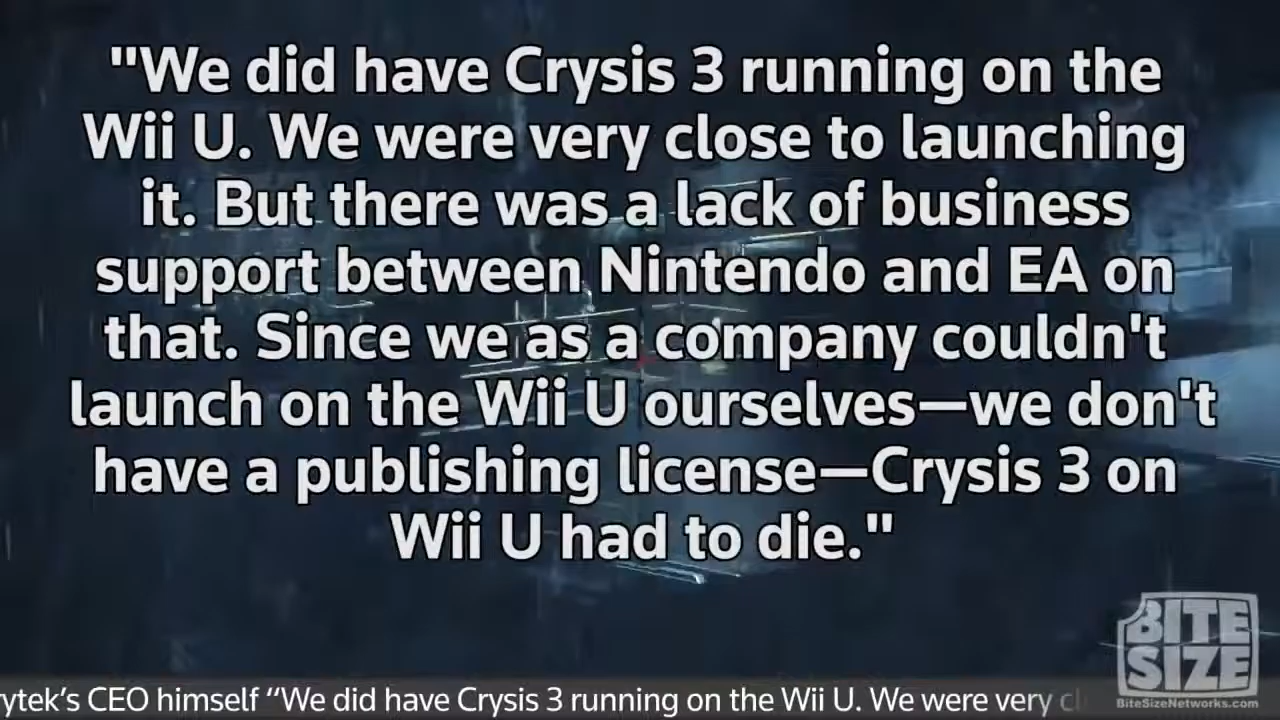 "We did have Crysis 3 running on the
Wii U. We were very close to launching
it. But there was a lack of business
support between Nintendo and EA on
that. Since we as a company couldn't
launch on the Wii U ourselves—we don't
have a publishing license—Crysis 3 on
Wii U had to die."
BITE
SIZE
BiteSizeNetworks.com
rytek’s CEO himself “We did have Crysis 3 running on the Wii U. We were very cl